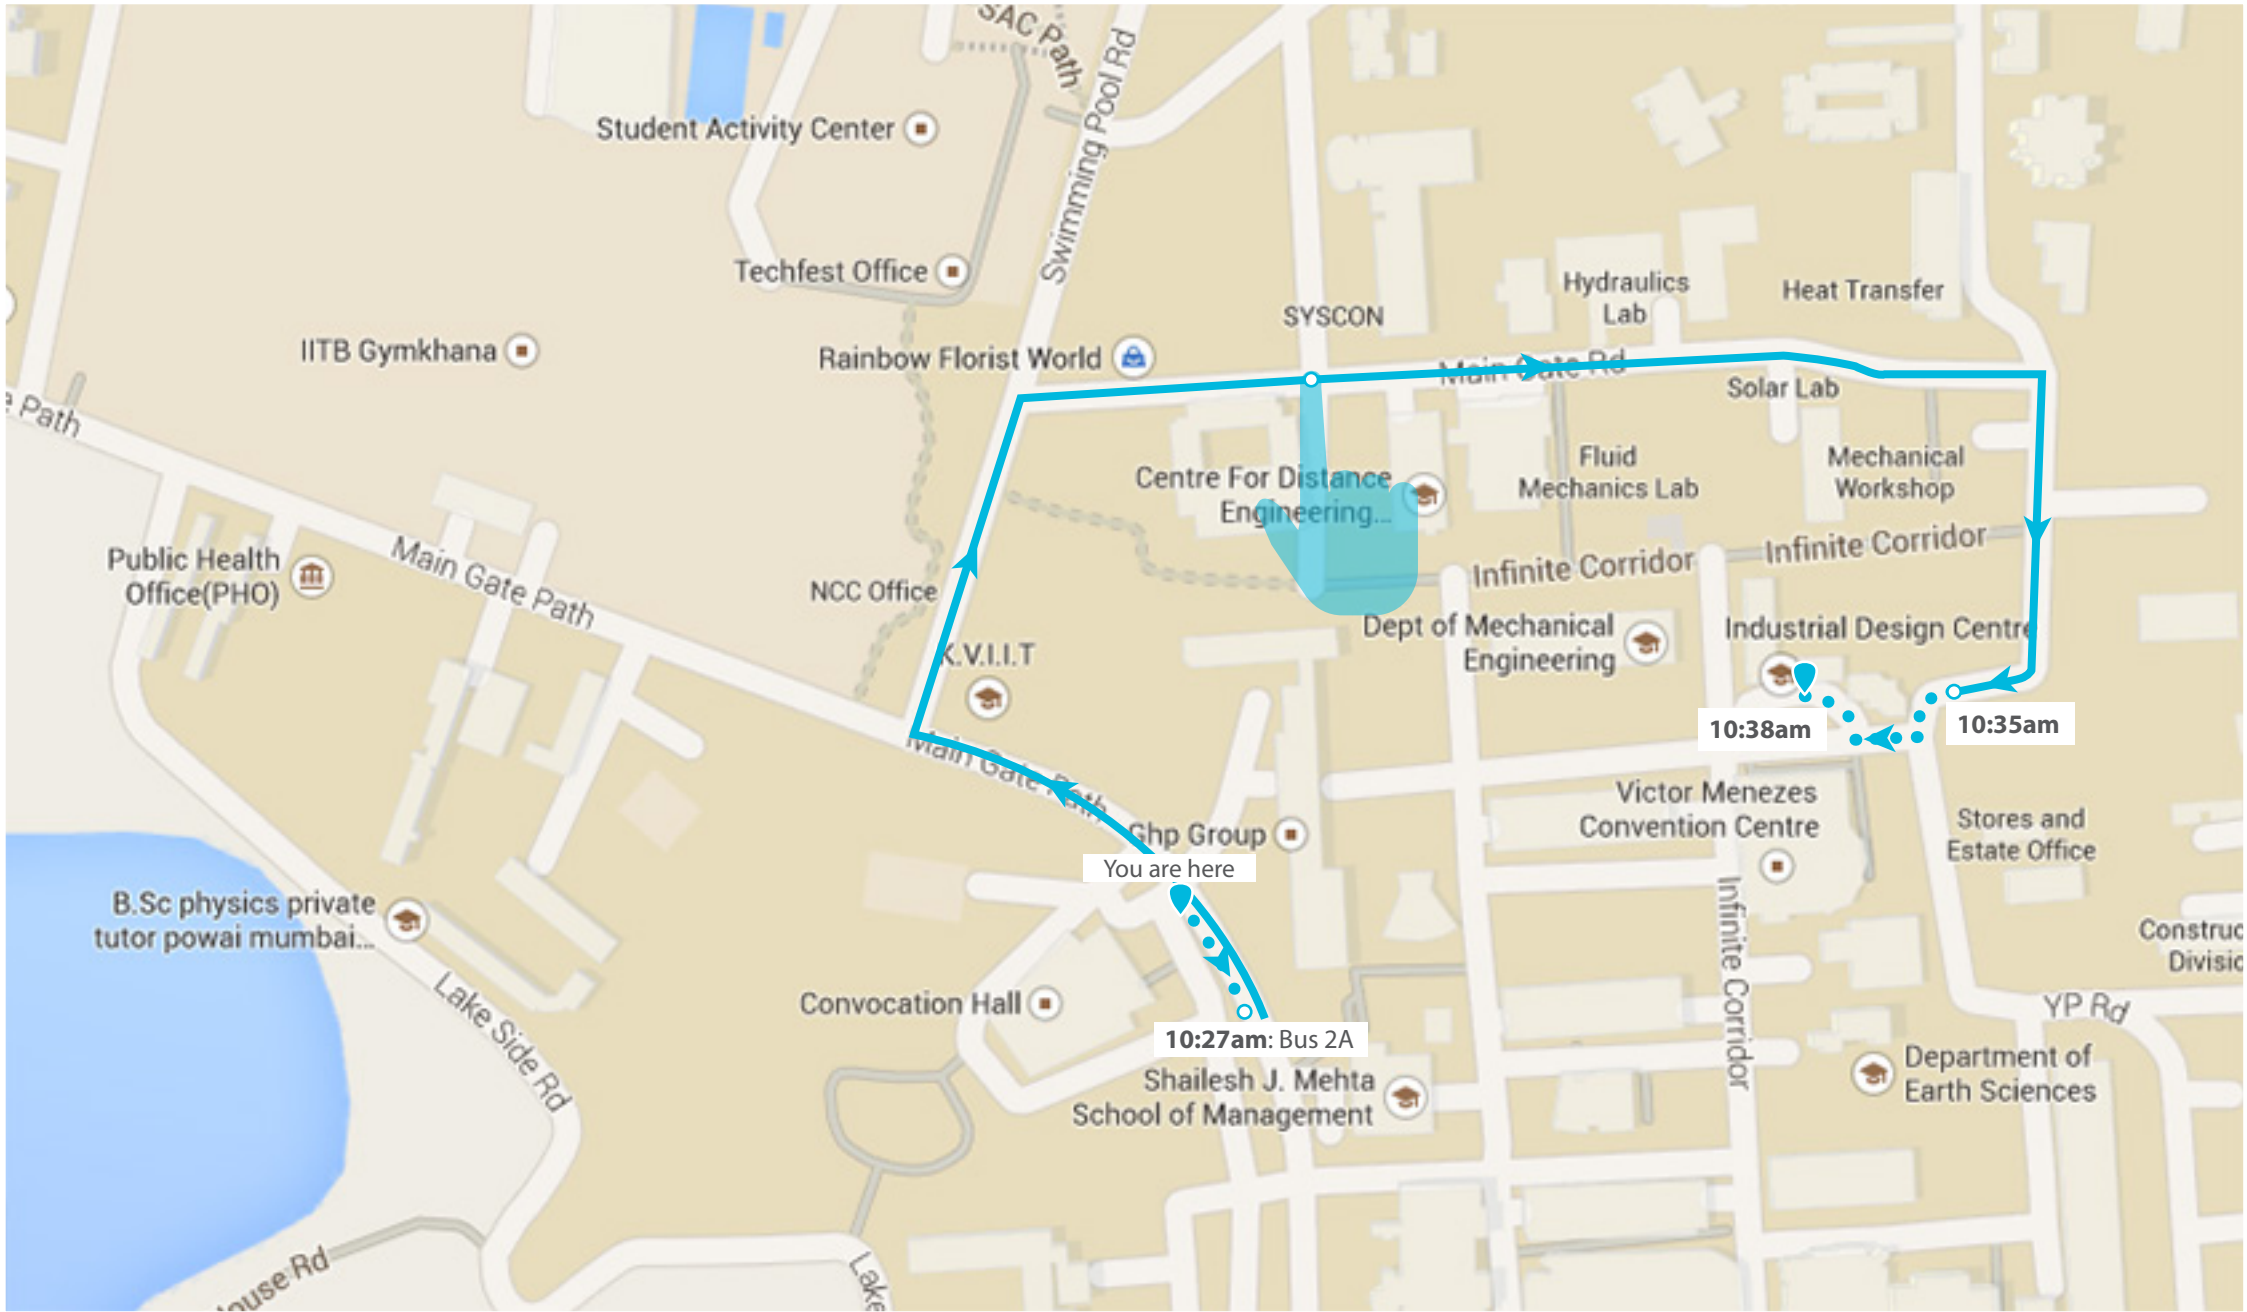 SAC Path
Swimming Pool Rd
Student Activity Center
Techfest Office
Hydraulics
Lab
Heat Transfer
SYSCON
IITB Gymkhana
Rainbow Florist World
Main Gate Rd
Solar Lab
Path
Centre For Distance
Engineering...
Fluid
Mechanics Lab
Mechanical
Workshop
Public Health
Office(PHO)
Main Gate Path
NCC Office
Infinite Corridor
Infinite Corridor
K.V.I.I.T
Dept of Mechanical
Engineering
Industrial Design Centre
10:38am
10:35am
Main Gate Path
Victor Menezes
Convention Centre
Ghp Group
You are here
Stores and
Estate Office
B.Sc physics private
tutor powai mumbai...
Infinite Corridor
Construc
Divisic
Lake Side Rd
Convocation Hall
10:27am: Bus 2A
YP Rd
Shailesh J. Mehta
School of Management
Department of
Earth Sciences
ouse Rd
Lake